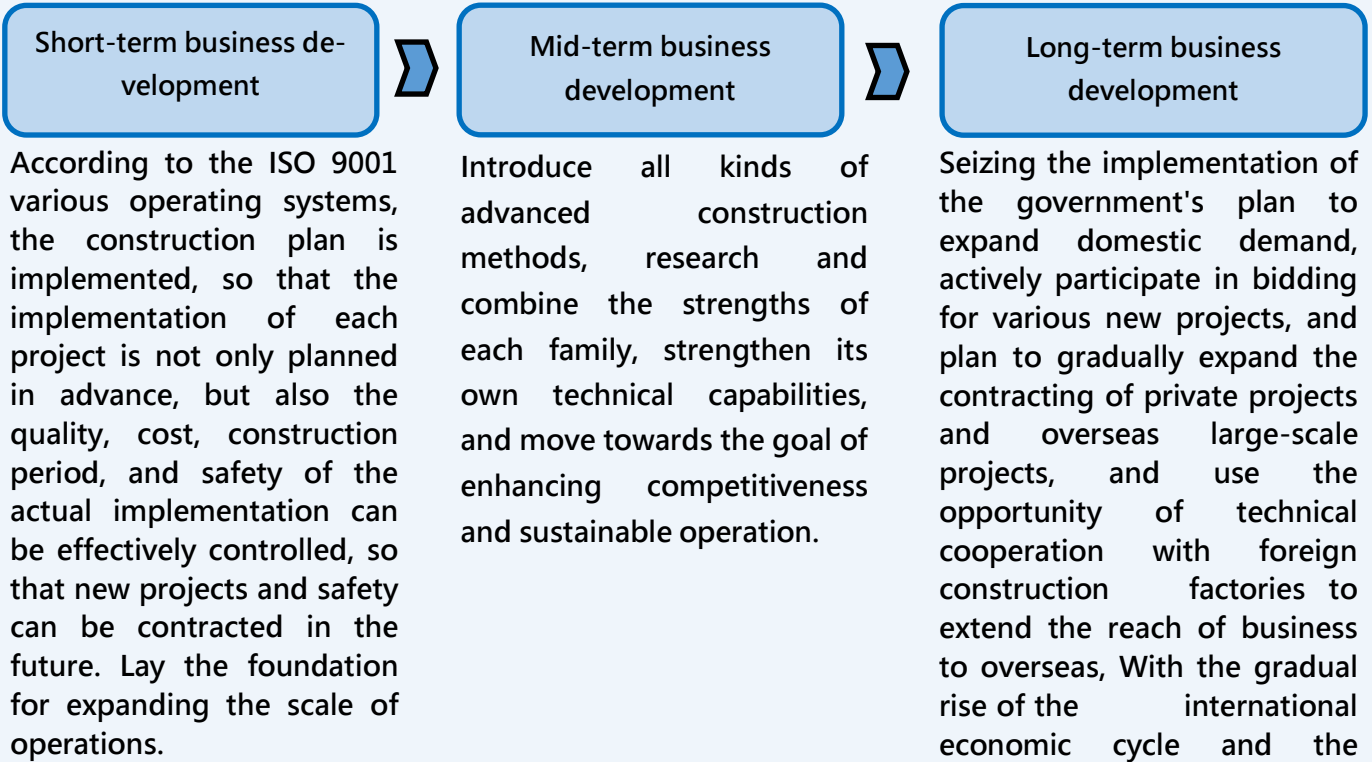 Short-term business de-
velopment
According to the ISO 9001
various operating systems,
the construction plan is
implemented, so that the
implementation of each
project is not only planned
in advance, but also the
quality, cost, construction
period, and safety of the
actual implementation can
be effectively controlled, so
that new projects and safety
can be contracted in the
future. Lay the foundation
for expanding the scale of
operations.
Mid-term business
development
Introduce all kinds of
advanced construction
methods, research and
combine the strengths of
each family, strengthen its
own technical capabilities,
and move towards the goal of
enhancing competitiveness
and sustainable operation.
Long-term business
development
Seizing the implementation of
the government's plan to
expand domestic demand,
actively participate in bidding
for various new projects, and
plan to gradually expand the
contracting of private projects
and overseas large-scale
projects, and use the
opportunity of technical
cooperation with foreign
construction factories to
extend the reach of business
to overseas, With the gradual
rise of the international
economic cycle and the